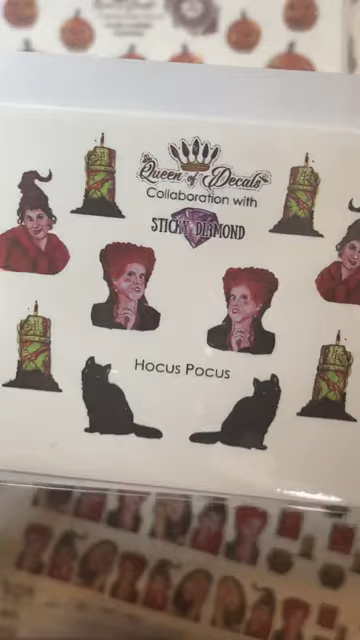 Queen of Decals
Collaboration with
STICKY DIAMOND
Hocus Pocus